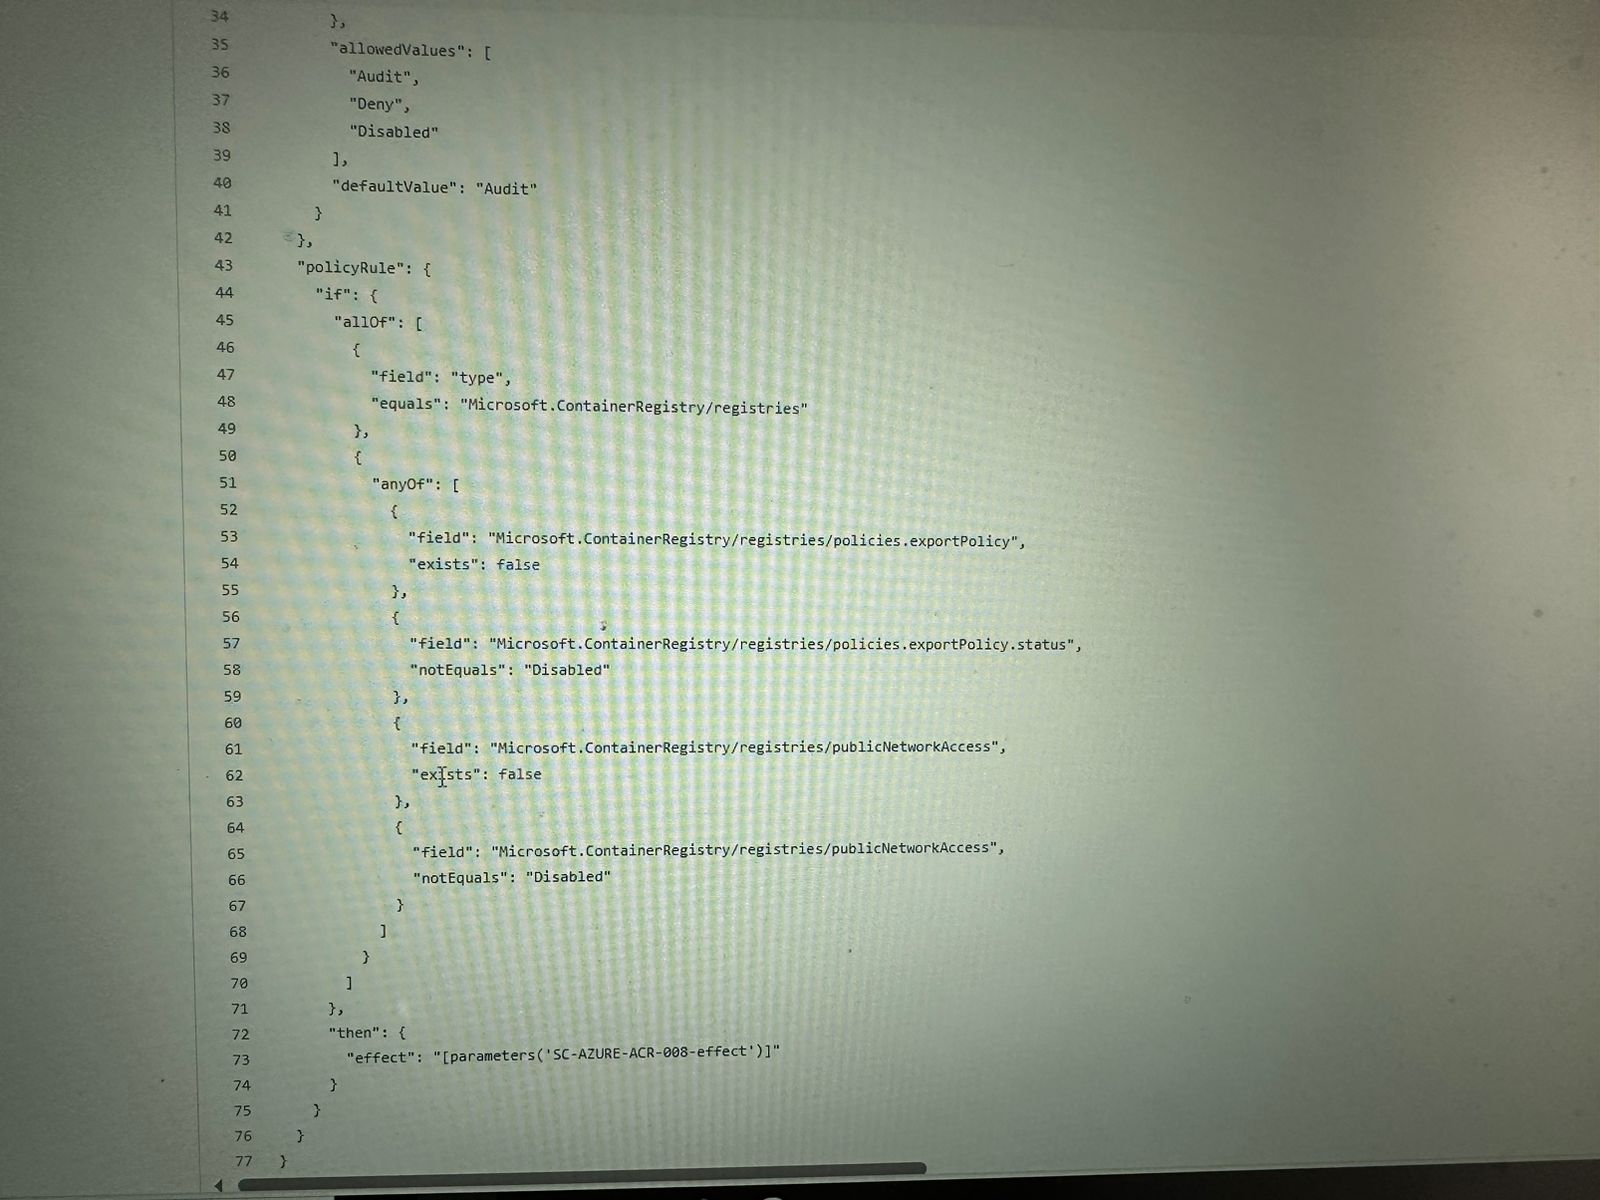 34 },
35 "allowedValues": [
36 "Audit",
37 "Deny",
38 "Disabled"
39 ],
40 "defaultValue": "Audit"
41 }
42 },
43 "policyRule": {
44 "if": {
45 "allOf": [
46 {
47 "field": "type",
48 "equals": "Microsoft.ContainerRegistry/registries"
49 },
50 {
51 "anyOf": [
52 {
53 "field": "Microsoft.ContainerRegistry/registries/policies.exportPolicy",
54 "exists": false
55 },
56 {
57 "field": "Microsoft.ContainerRegistry/registries/policies.exportPolicy.status",
58 "notEquals": "Disabled"
59 },
60 {
61 "field": "Microsoft.ContainerRegistry/registries/publicNetworkAccess",
62 "exists": false
63 },
64 {
65 "field": "Microsoft.ContainerRegistry/registries/publicNetworkAccess",
66 "notEquals": "Disabled"
67 }
68 ]
69 }
70 ]
71 },
72 "then": {
73 "effect": "[parameters('SC-AZURE-ACR-008-effect')]"
74 }
75 }
76 }
77 }